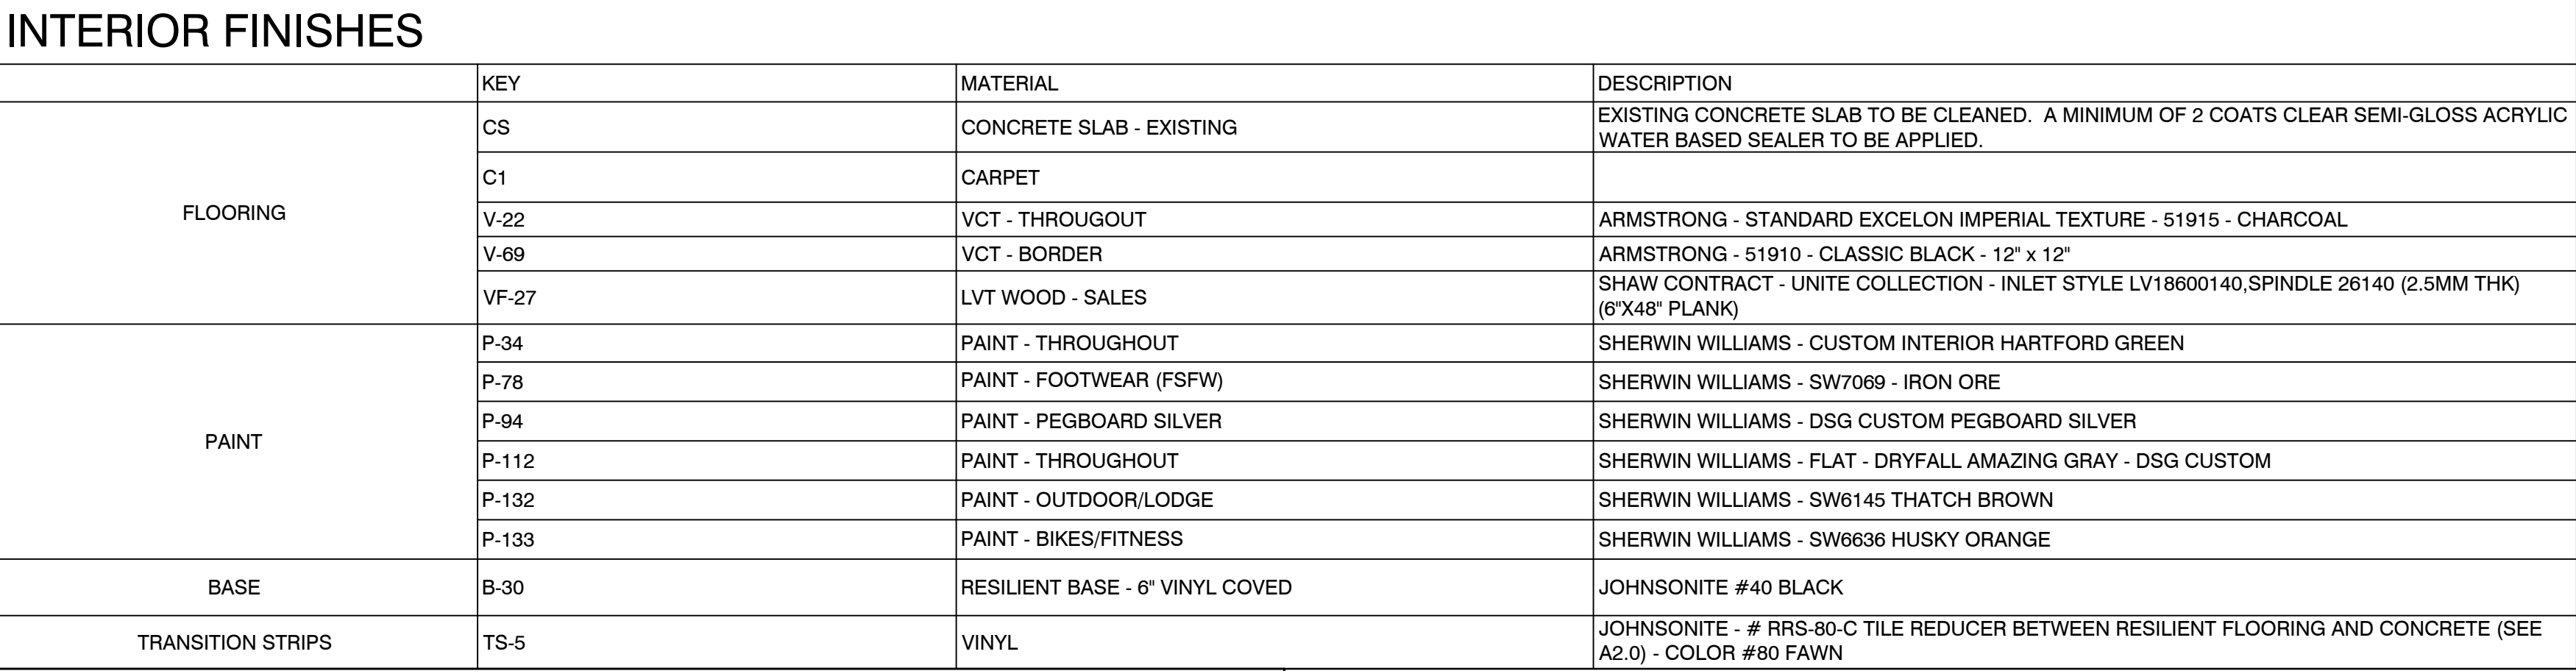 INTERIOR FINISHES
KEY MATERIAL DESCRIPTION
FLOORING
CS CONCRETE SLAB - EXISTING EXISTING CONCRETE SLAB TO BE CLEANED. A MINIMUM OF 2 COATS CLEAR SEMI-GLOSS ACRYLIC
WATER BASED SEALER TO BE APPLIED.
C1 CARPET
V-22 VCT - THROUGOUT ARMSTRONG - STANDARD EXCELON IMPERIAL TEXTURE - 51915 - CHARCOAL
V-69 VCT - BORDER ARMSTRONG - 51910 - CLASSIC BLACK - 12" x 12"
VF-27 LVT WOOD - SALES SHAW CONTRACT - UNITE COLLECTION - INLET STYLE LV18600140,SPINDLE 26140 (2.5MM THK)
(6"X48" PLANK)
PAINT
P-34 PAINT - THROUGHOUT SHERWIN WILLIAMS - CUSTOM INTERIOR HARTFORD GREEN
P-78 PAINT - FOOTWEAR (FSFW) SHERWIN WILLIAMS - SW7069 - IRON ORE
P-94 PAINT - PEGBOARD SILVER SHERWIN WILLIAMS - DSG CUSTOM PEGBOARD SILVER
P-112 PAINT - THROUGHOUT SHERWIN WILLIAMS - FLAT - DRYFALL AMAZING GRAY - DSG CUSTOM
P-132 PAINT - OUTDOOR/LODGE SHERWIN WILLIAMS - SW6145 THATCH BROWN
P-133 PAINT - BIKES/FITNESS SHERWIN WILLIAMS - SW6636 HUSKY ORANGE
BASE B-30 RESILIENT BASE - 6" VINYL COVED JOHNSONITE #40 BLACK
TRANSITION STRIPS TS-5 VINYL JOHNSONITE - # RRS-80-C TILE REDUCER BETWEEN RESILIENT FLOORING AND CONCRETE (SEE
A2.0) - COLOR #80 FAWN